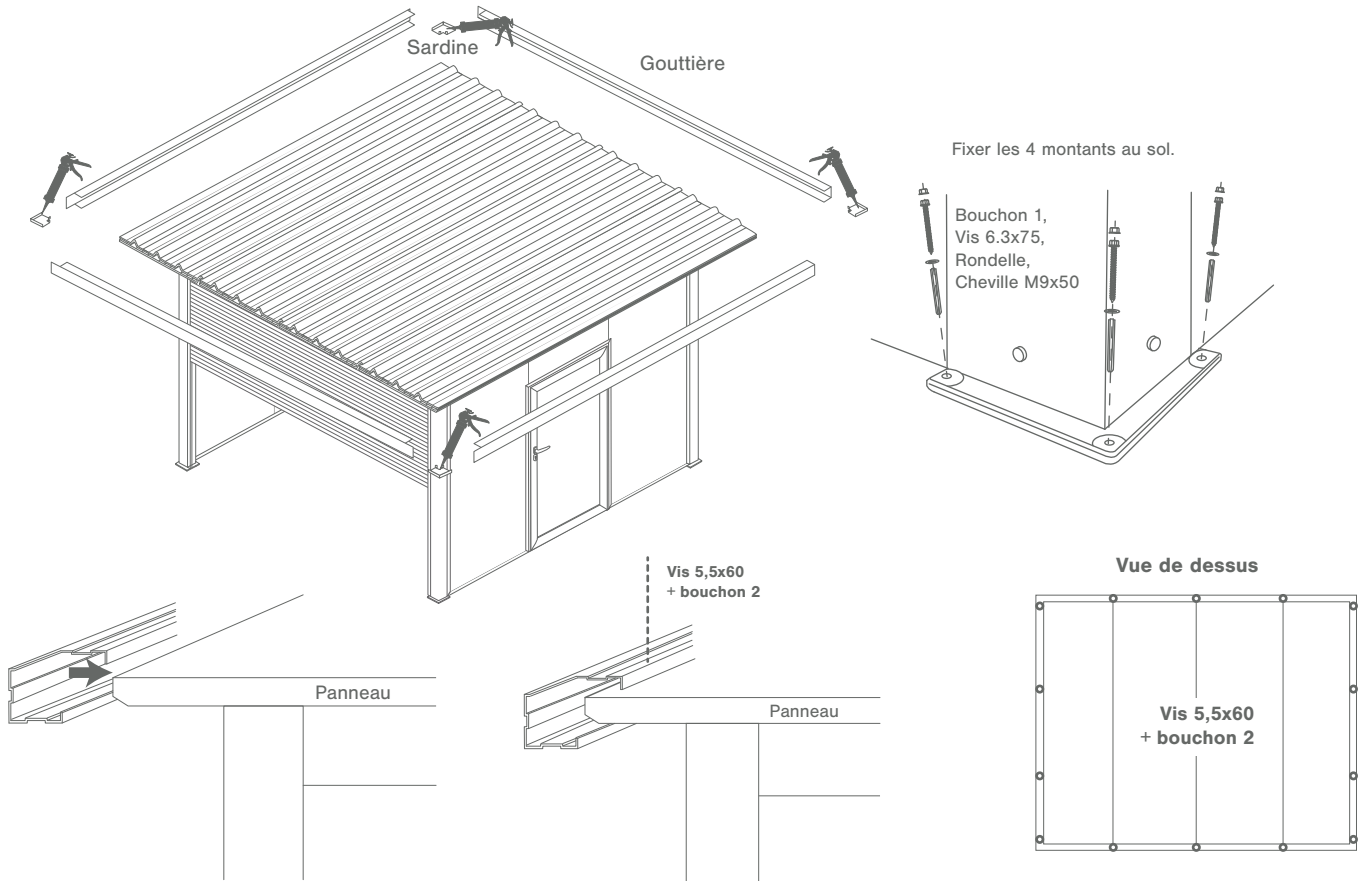 Sardine
Gouttière
Fixer les 4 montants au sol.
Bouchon 1,
Vis 6.3x75,
Rondelle,
Cheville M9x50
Vis 5,5x60
+ bouchon 2
Panneau
Panneau
Vue de dessus
Vis 5,5x60
+ bouchon 2